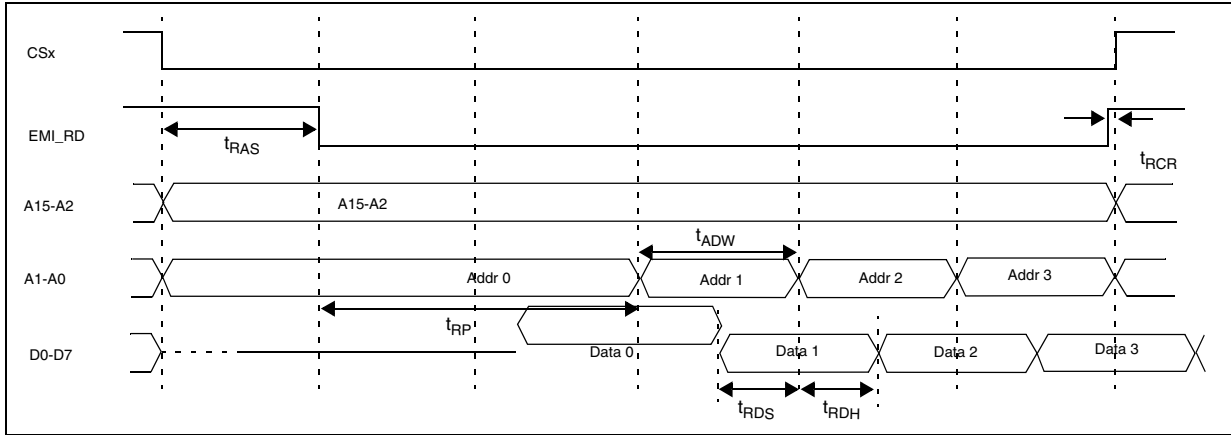 CSx
EMI_RD
tRAS
tRCR
A15-A2
A15-A2
tADW
A1-A0
Addr 0
Addr 1
Addr 2
Addr 3
tRP
D0-D7
Data 0
Data 1
Data 2
Data 3
tRDS
tRDH